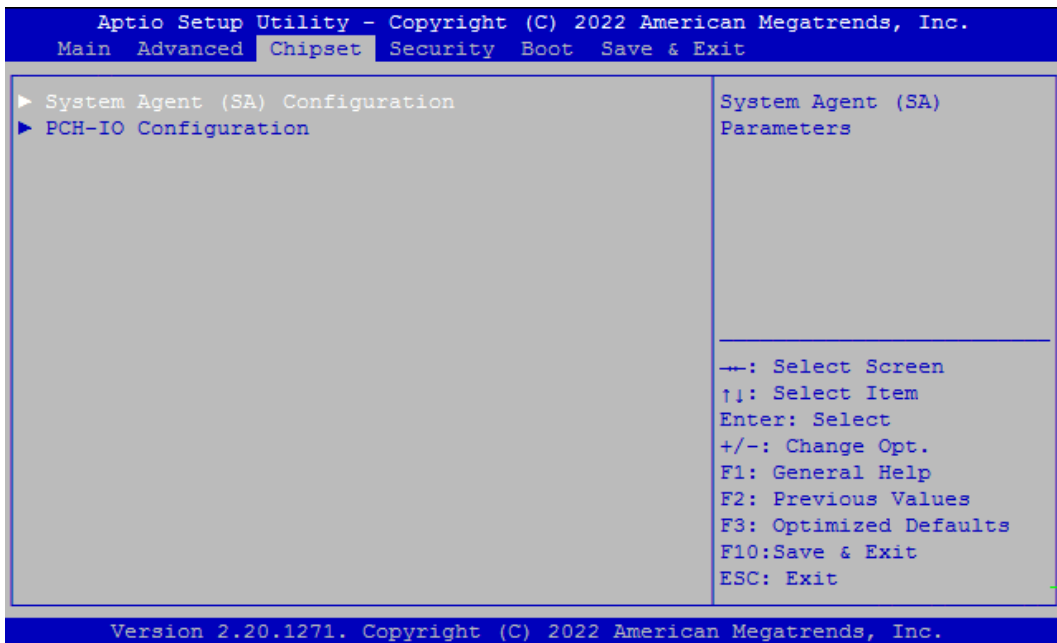 Aptio Setup Utility - Copyright (C) 2022 American Megatrends, Inc.
Main Advanced Chipset Security Boot Save & Exit
► System Agent (SA) Configuration
► PCH-IO Configuration
System Agent (SA)
Parameters
→←: Select Screen
↑↓: Select Item
Enter: Select
+/-: Change Opt.
F1: General Help
F2: Previous Values
F3: Optimized Defaults
F10:Save & Exit
ESC: Exit
Version 2.20.1271. Copyright (C) 2022 American Megatrends, Inc.